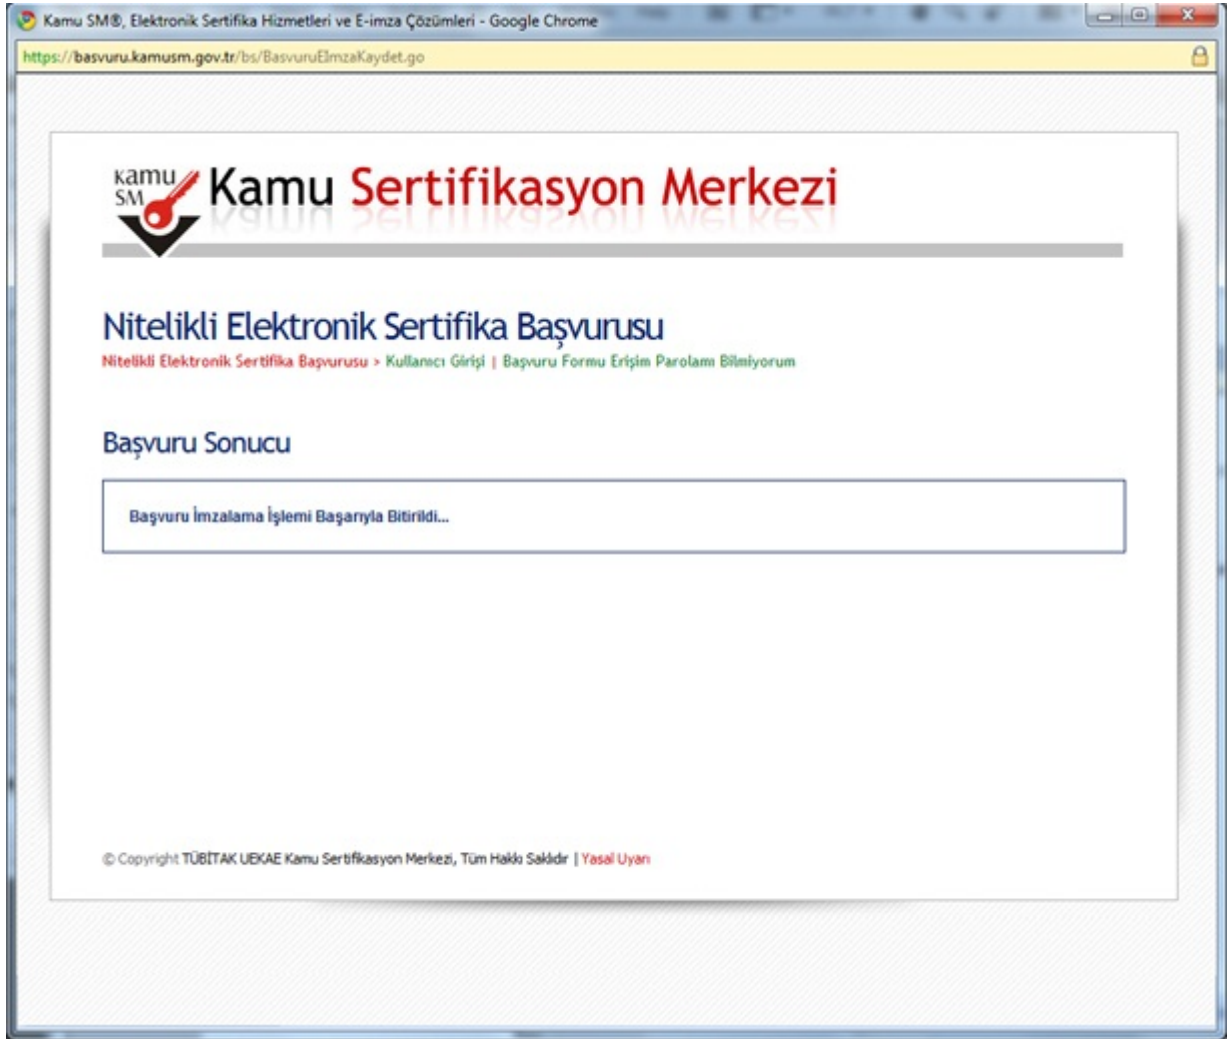 Kamu SM®, Elektronik Sertifika Hizmetleri ve E-imza Çözümleri - Google Chrome
https://basvuru.kamusm.gov.tr/bs/BasvuruEImzaKaydet.go
Kamu SM
Kamu Sertifikasyon Merkezi
Nitelikli Elektronik Sertifika Başvurusu
Nitelikli Elektronik Sertifika Başvurusu > Kullanıcı Girişi | Başvuru Formu Erişim Parolamı Bilmiyorum
Başvuru Sonucu
Başvuru İmzalama İşlemi Başarıyla Bitirildi...
© Copyright TÜBİTAK UEKAE Kamu Sertifikasyon Merkezi, Tüm Hakkı Saklıdır | Yasal Uyarı